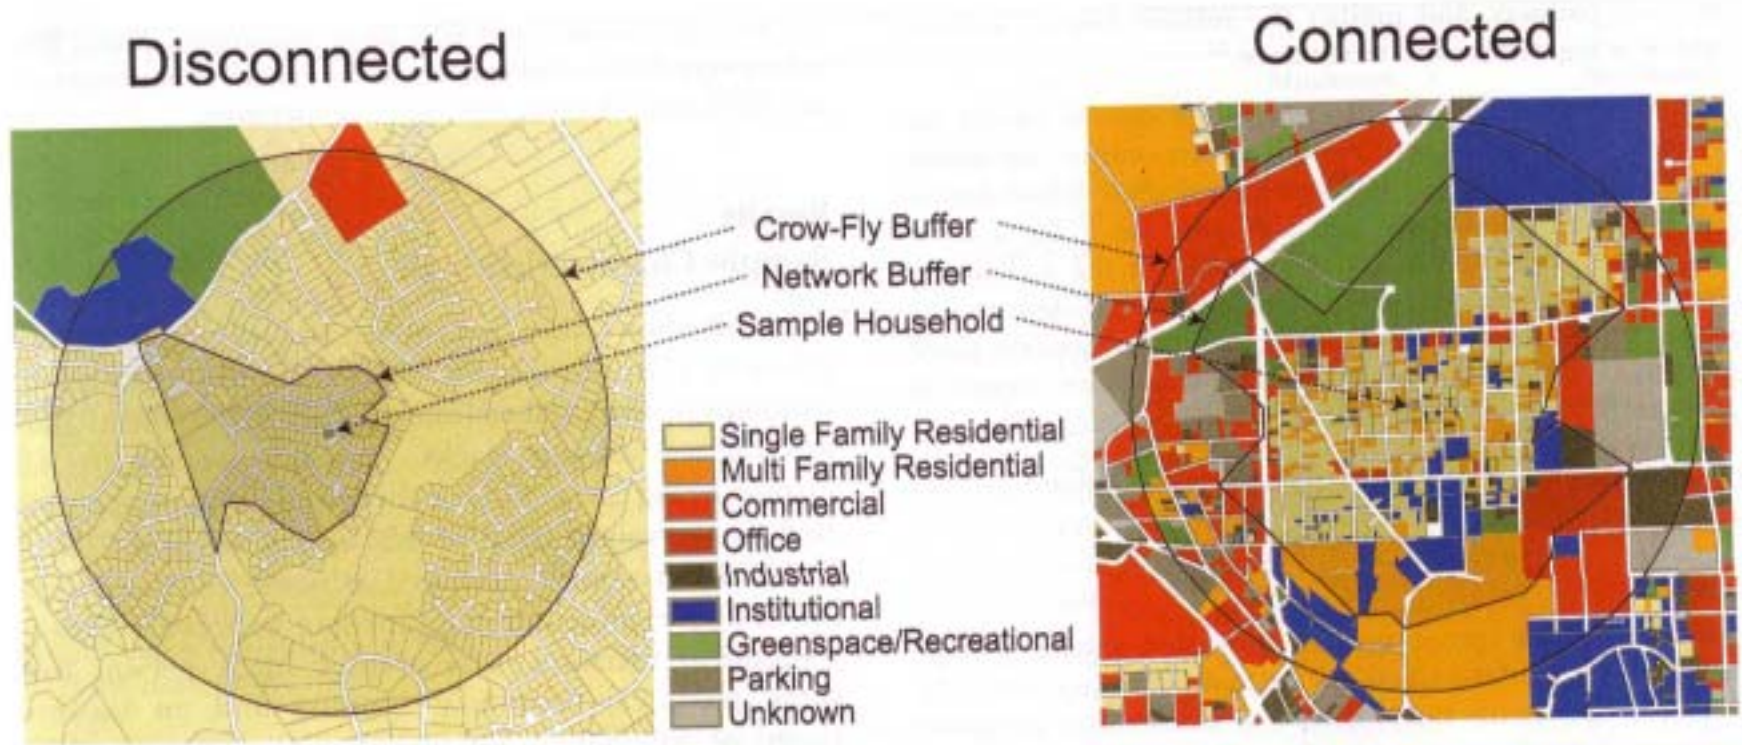 Disconnected
Connected
Crow-Fly Buffer
Network Buffer
Sample Household
Single Family Residential
Multi Family Residential
Commercial
Office
Industrial
Institutional
Greenspace/Recreational
Parking
Unknown